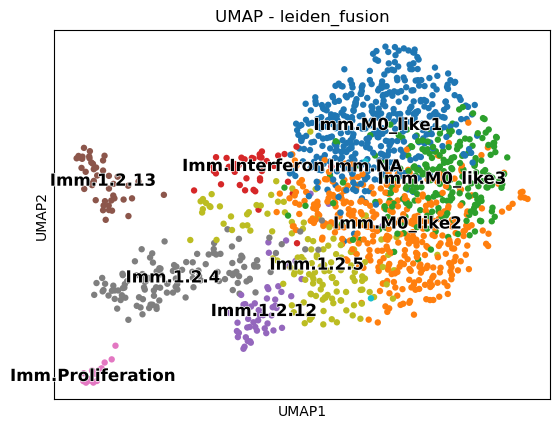 UMAP - leiden_fusion
Imm.M0_like1
Imm.Interferon
Imm.NA
Imm.1.2.13
Imm.M0_like3
Imm.M0_like2
Imm.1.2.5
Imm.1.2.4
Imm.1.2.12
Imm.Proliferation
UMAP2
UMAP1